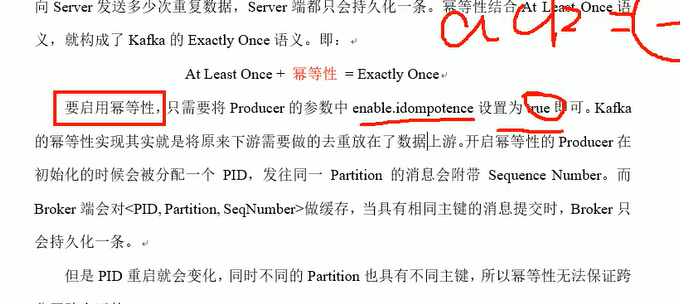 向 Server 发送多少次重复数据，Server 端都只会持久化一条。幂等性结合 At Least Once 语
义，就构成了 Kafka 的 Exactly Once 语义。即：
At Least Once + 幂等性 = Exactly Once
要启用幂等性，只需要将 Producer 的参数中 enable.idompotence 设置为 true 即可。Kafka
的幂等性实现其实就是将原来下游需要做的去重放在了数据上游。开启幂等性的 Producer 在
初始化的时候会被分配一个 PID，发往同一 Partition 的消息会附带 Sequence Number。而
Broker 端会对<PID, Partition, SeqNumber>做缓存，当具有相同主键的消息提交时，Broker 只
会持久化一条。
但是 PID 重启就会变化，同时不同的 Partition 也具有不同主键，所以幂等性无法保证跨